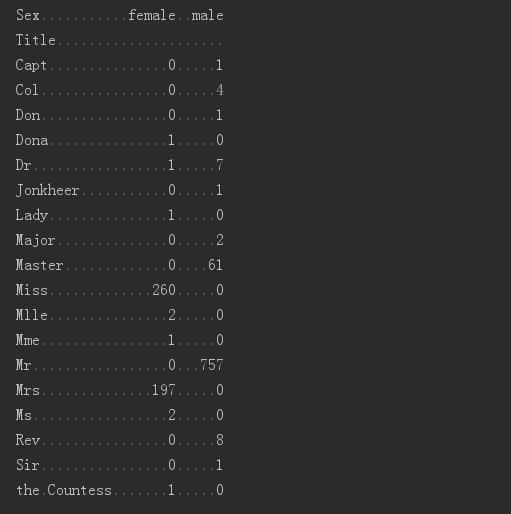 Sex           female  male
Title
Capt               0     1
Col                0     4
Don                0     1
Dona               1     0
Dr                 1     7
Jonkheer           0     1
Lady               1     0
Major              0     2
Master             0    61
Miss             260     0
Mlle               2     0
Mme                1     0
Mr                 0   757
Mrs              197     0
Ms                 2     0
Rev                0     8
Sir                0     1
the Countess       1     0